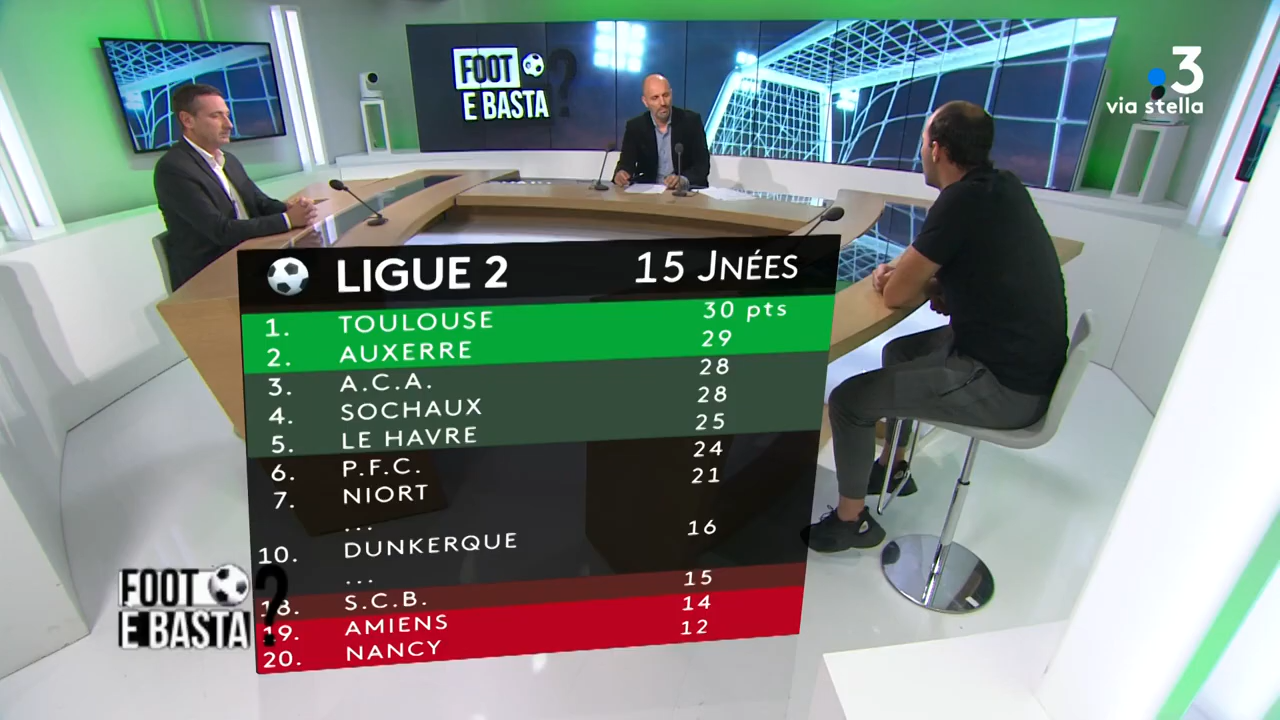 FOOT
E BASTA ?
3
via stella
LIGUE 2 15 JNÉES
1. TOULOUSE 30 pts
2. AUXERRE 29
3. A.C.A. 28
4. SOCHAUX 28
5. LE HAVRE 25
6. P.F.C. 24
7. NIORT 21
...
10. DUNKERQUE 16
...
18. S.C.B. 15
19. AMIENS 14
20. NANCY 12
FOOT
E BASTA ?